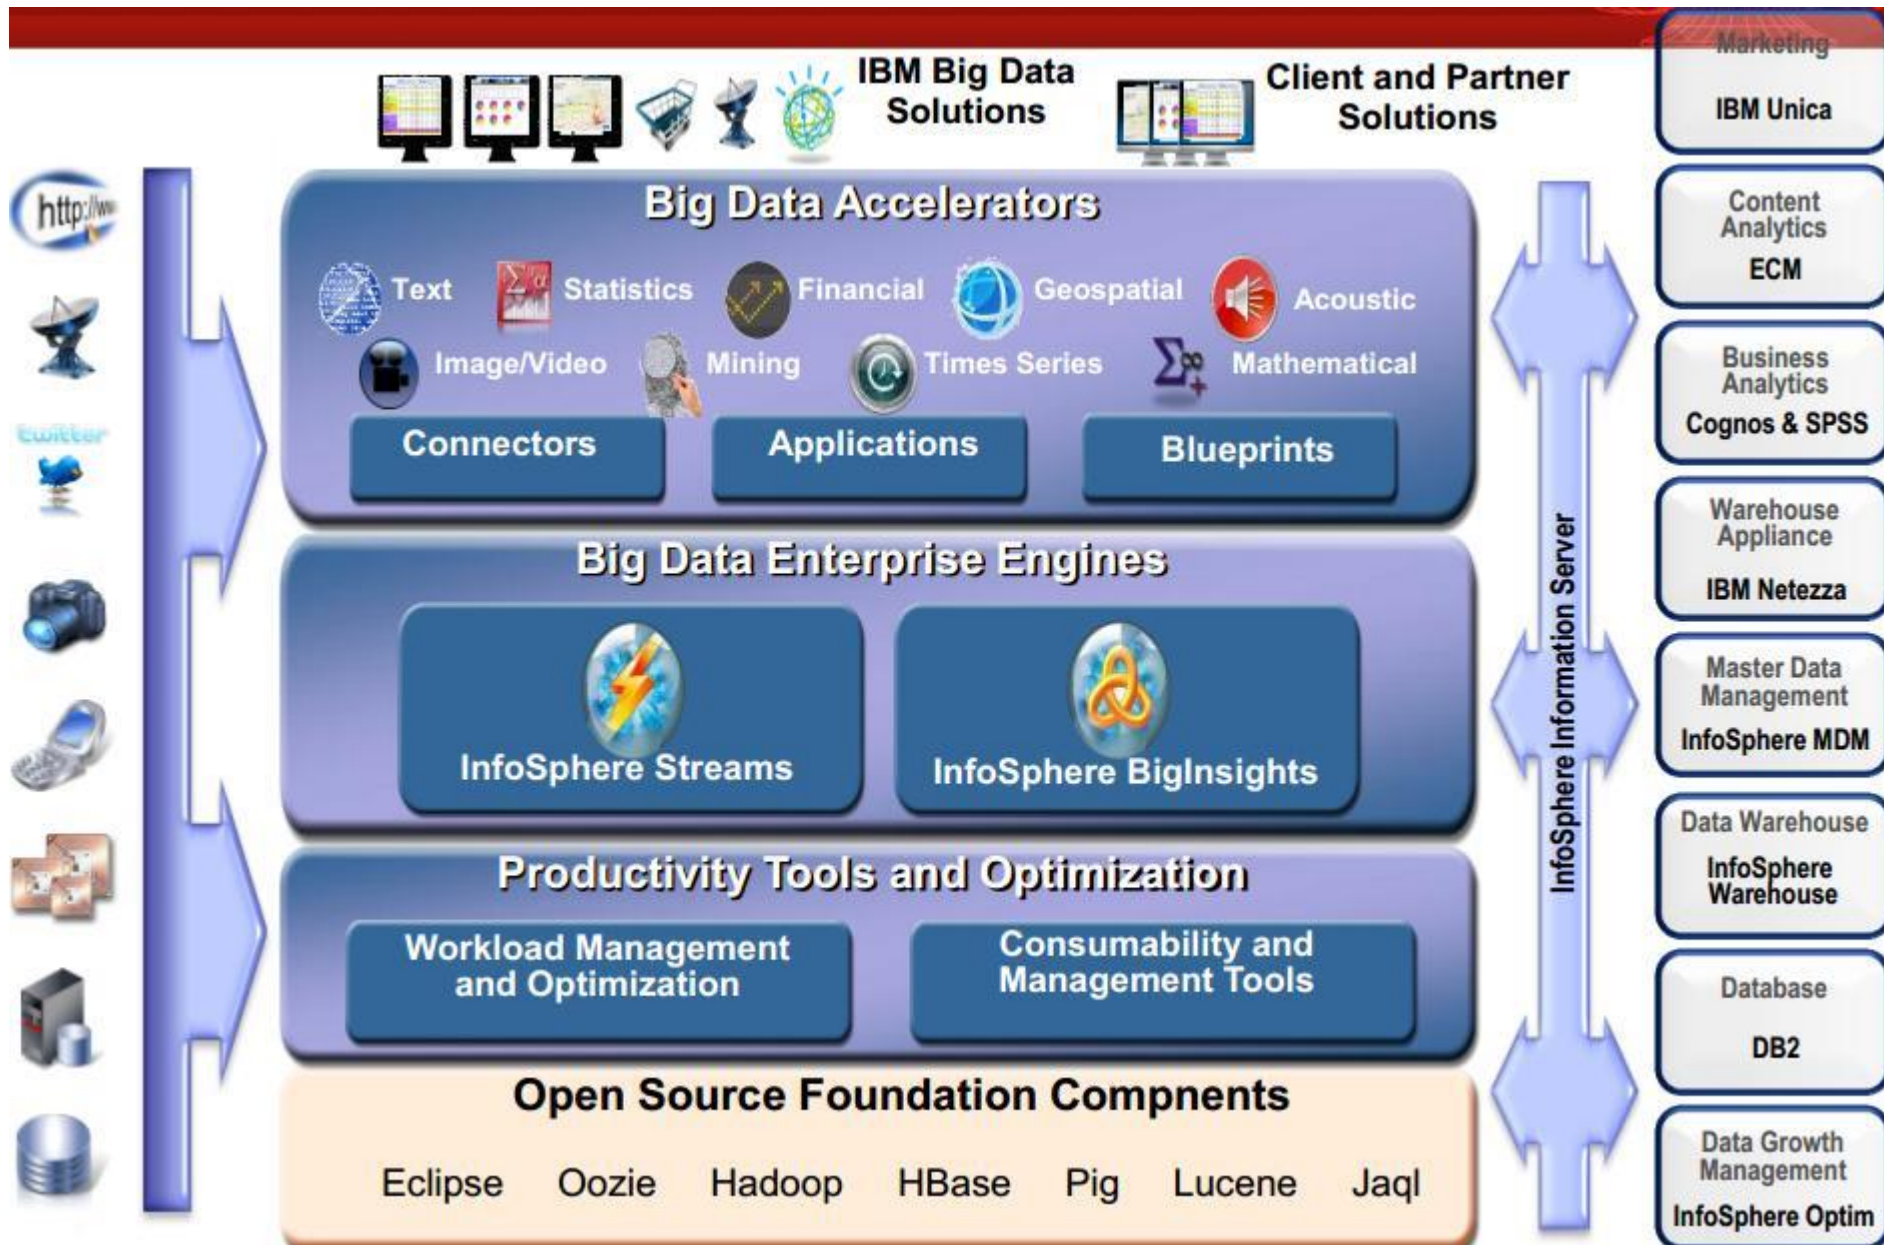 IBM Big Data
Solutions
Client and Partner
Solutions
http://ww
twitter
Big Data Accelerators
Text
Statistics
Financial
Geospatial
Acoustic
Image/Video
Mining
Times Series
Mathematical
Connectors
Applications
Blueprints
Big Data Enterprise Engines
InfoSphere Streams
InfoSphere BigInsights
Productivity Tools and Optimization
Workload Management
and Optimization
Consumability and
Management Tools
Open Source Foundation Compnents
Eclipse Oozie Hadoop HBase Pig Lucene Jaql
InfoSphere Information Server
Marketing
IBM Unica
Content
Analytics
ECM
Business
Analytics
Cognos & SPSS
Warehouse
Appliance
IBM Netezza
Master Data
Management
InfoSphere MDM
Data Warehouse
InfoSphere
Warehouse
Database
DB2
Data Growth
Management
InfoSphere Optim